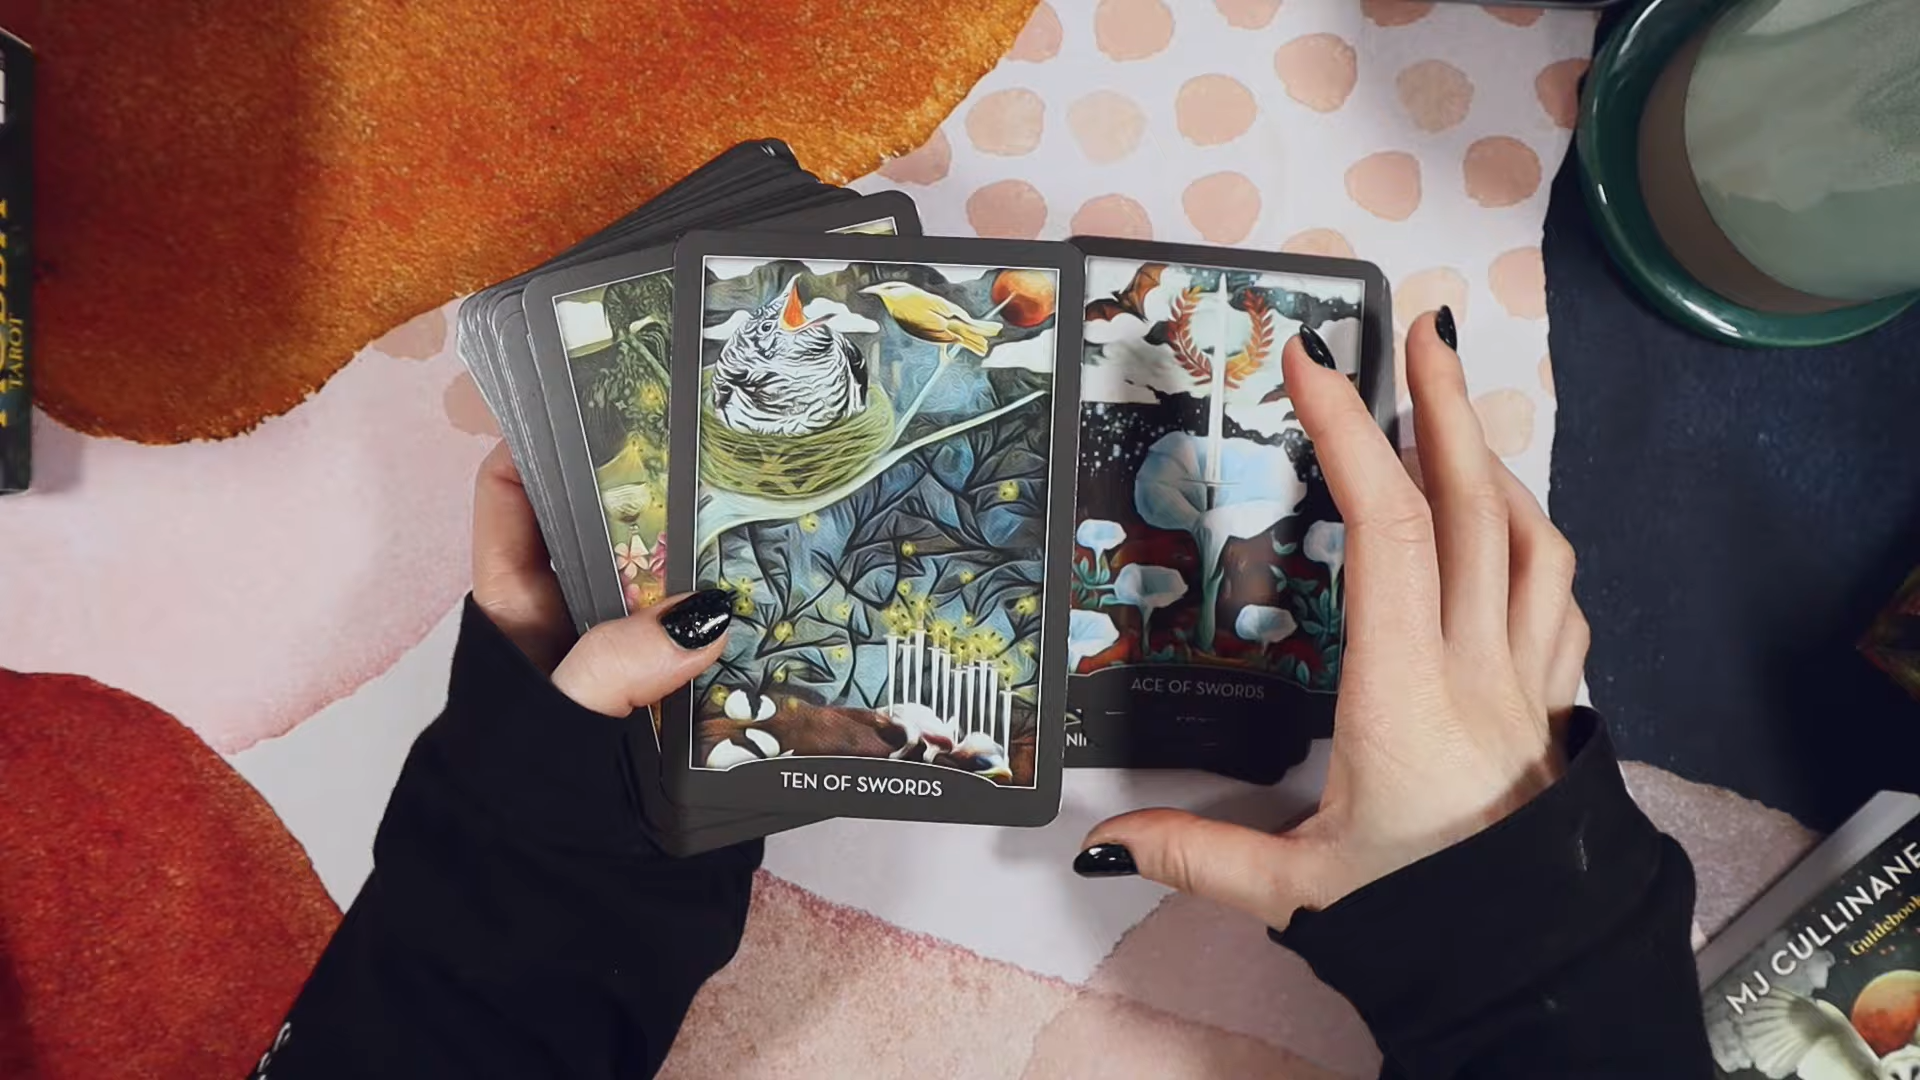 TAROT
TEN OF SWORDS
ACE OF SWORDS
MJ CULLINANE
Guidebook